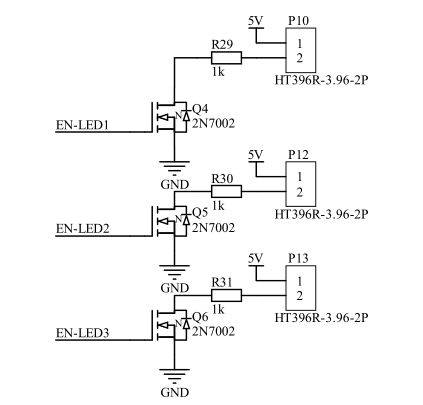 5V P10
R29 1
2
1k HT396R-3.96-2P
N Q4
2N7002
EN-LED1
GND
5V P12
R30 1
2
1k HT396R-3.96-2P
N Q5
2N7002
EN-LED2
GND
5V P13
R31 1
2
1k HT396R-3.96-2P
N Q6
2N7002
EN-LED3
GND